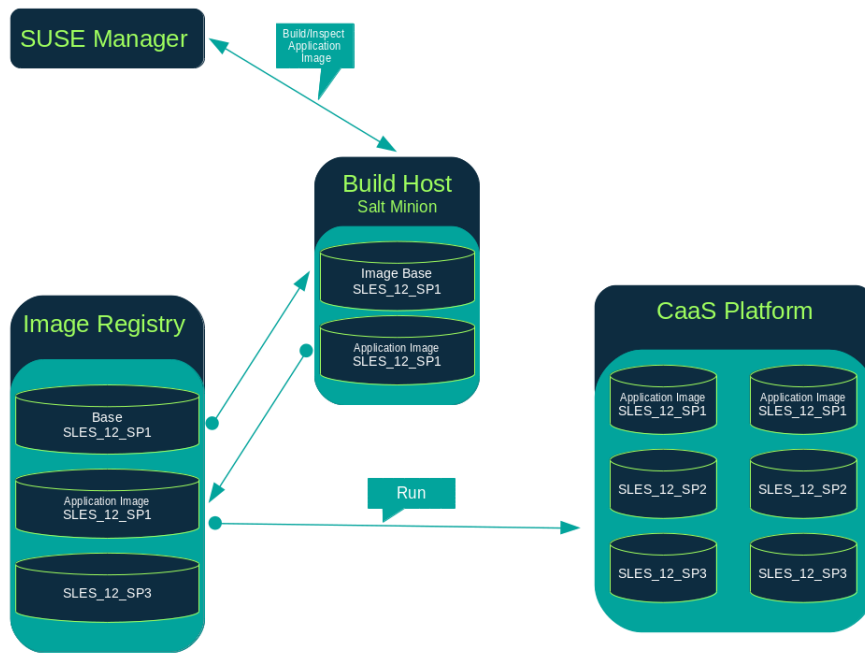 SUSE Manager
Build/Inspect
Application
Image
Build Host
Salt Minion
Image Base
SLES_12_SP1
Application Image
SLES_12_SP1
Image Registry
Base
SLES_12_SP1
Application Image
SLES_12_SP1
SLES_12_SP3
Run
CaaS Platform
Application Image
SLES_12_SP1
Application Image
SLES_12_SP1
SLES_12_SP2
SLES_12_SP2
SLES_12_SP3
SLES_12_SP3